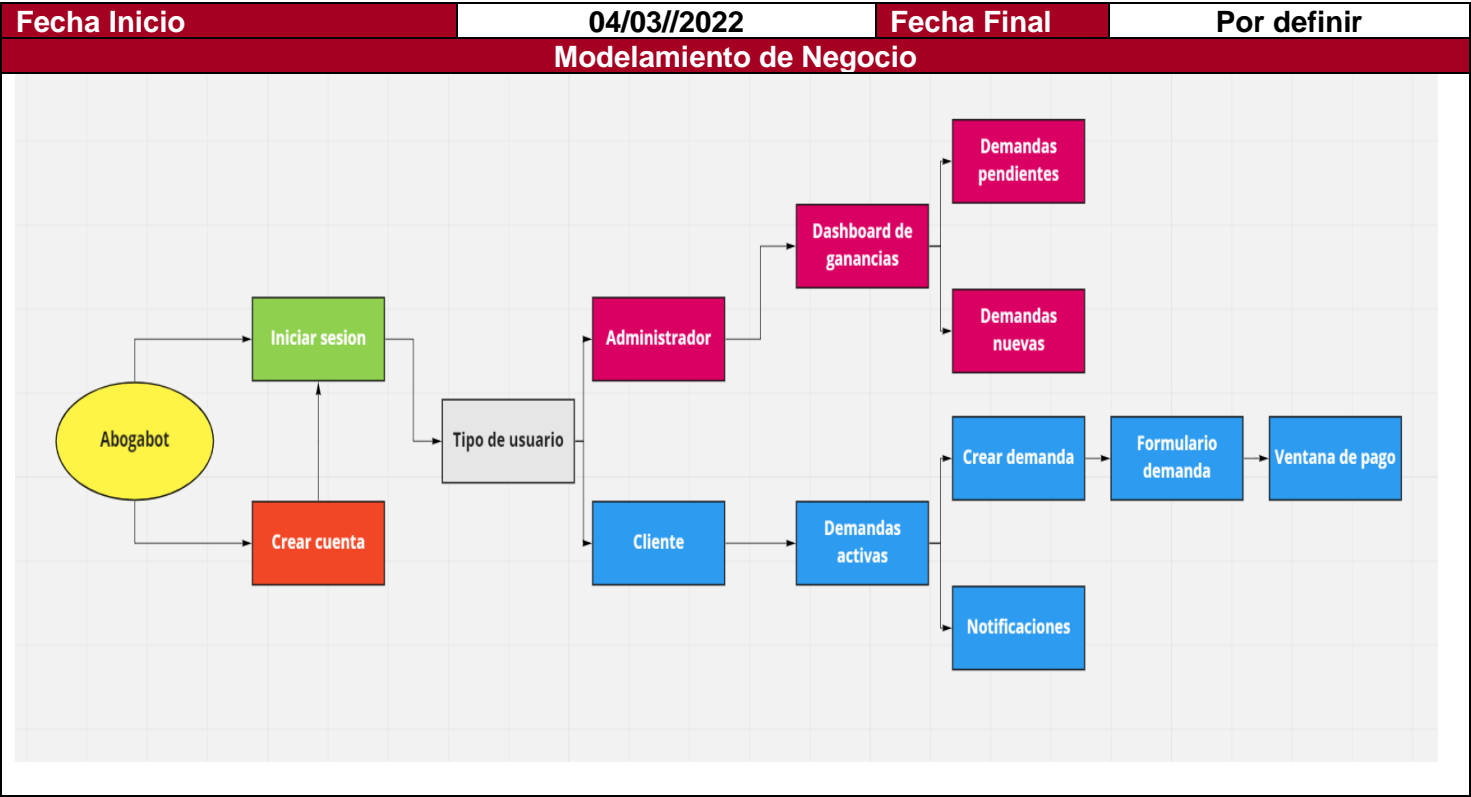 Fecha Inicio
04/03//2022
Fecha Final
Por definir
Modelamiento de Negocio
Demandas
pendientes
Dashboard de
ganancias
Demandas
nuevas
Iniciar sesion
Administrador
Abogabot
Tipo de usuario
Crear demanda
Formulario
demanda
Ventana de pago
Crear cuenta
Cliente
Demandas
activas
Notificaciones